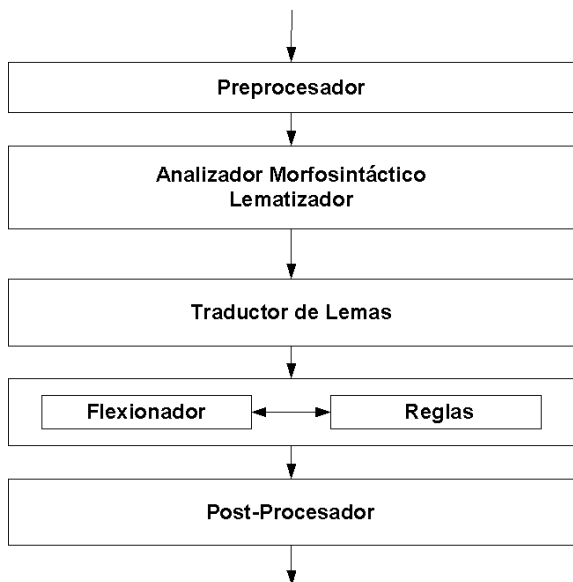 Preprocesador
Analizador Morfosintáctico
Lematizador
Traductor de Lemas
Flexionador
Reglas
Post-Procesador